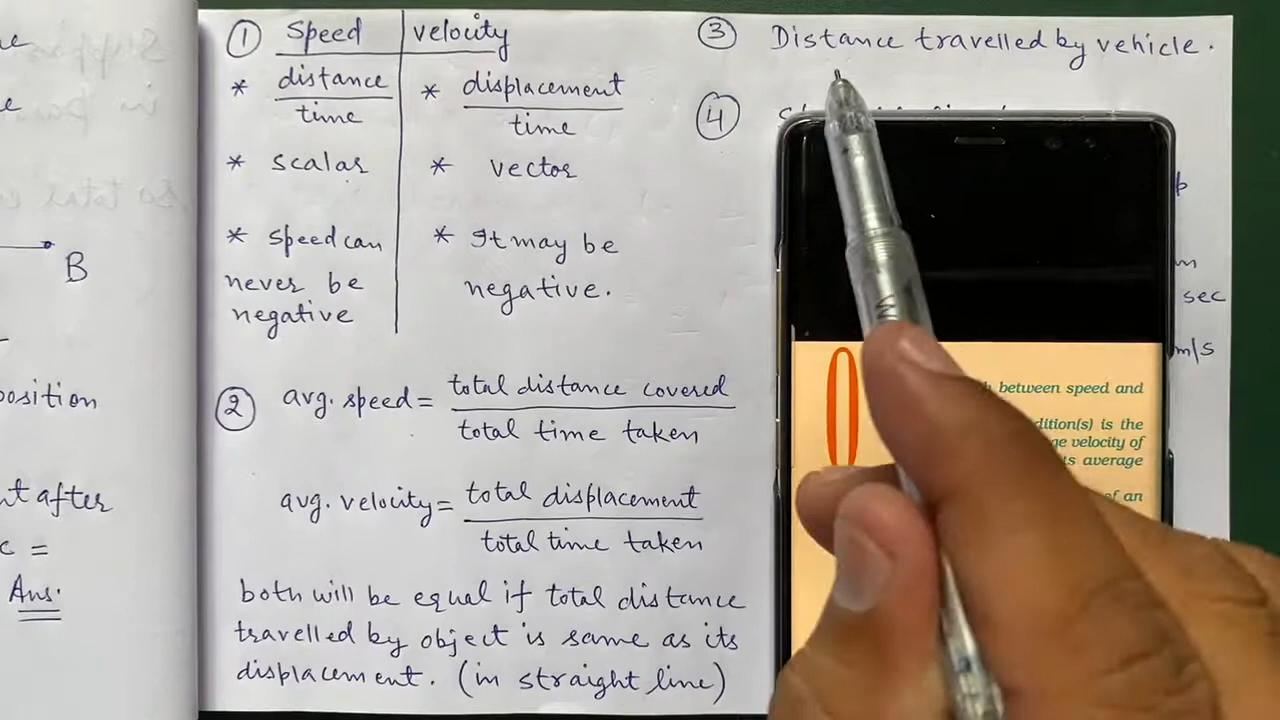 ① Speed | velocity
* distance / time | * displacement / time
* scalar | * vector
* speed can | * It may be
never be | negative.
negative
② avg. speed = total distance covered / total time taken
avg. velocity = total displacement / total time taken
both will be equal if total distance
travelled by object is same as its
displacement. (in straight line)
③ Distance travelled by vehicle.
④
sec
m/s
B
position
after
=
Ans.
between speed and
is the
velocity of
average
of an